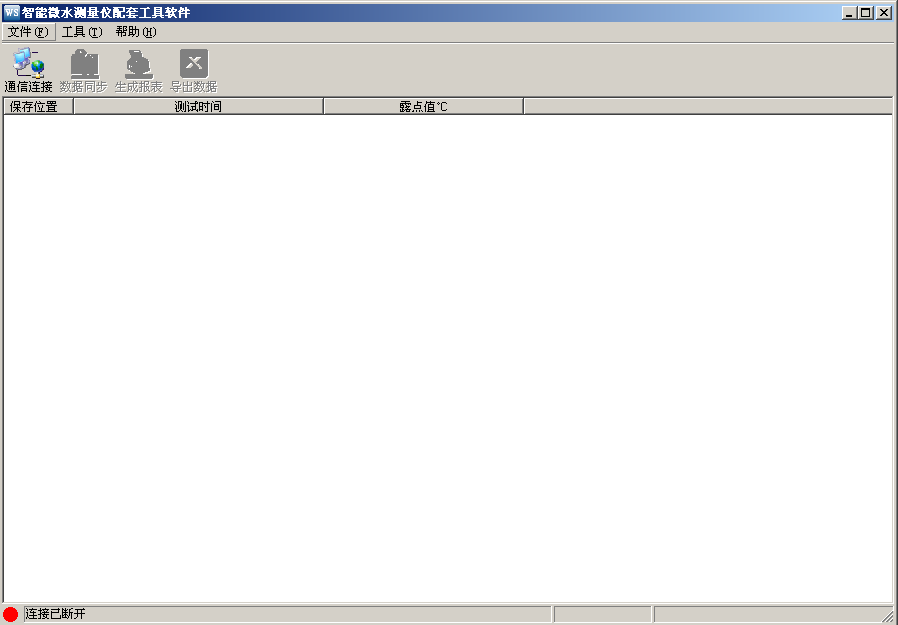 WS 智能微水测量仪配套工具软件
文件(F) 工具(T) 帮助(H)
通信连接 数据同步 生成报表 导出数据
保存位置 测试时间 露点值℃
连接已断开